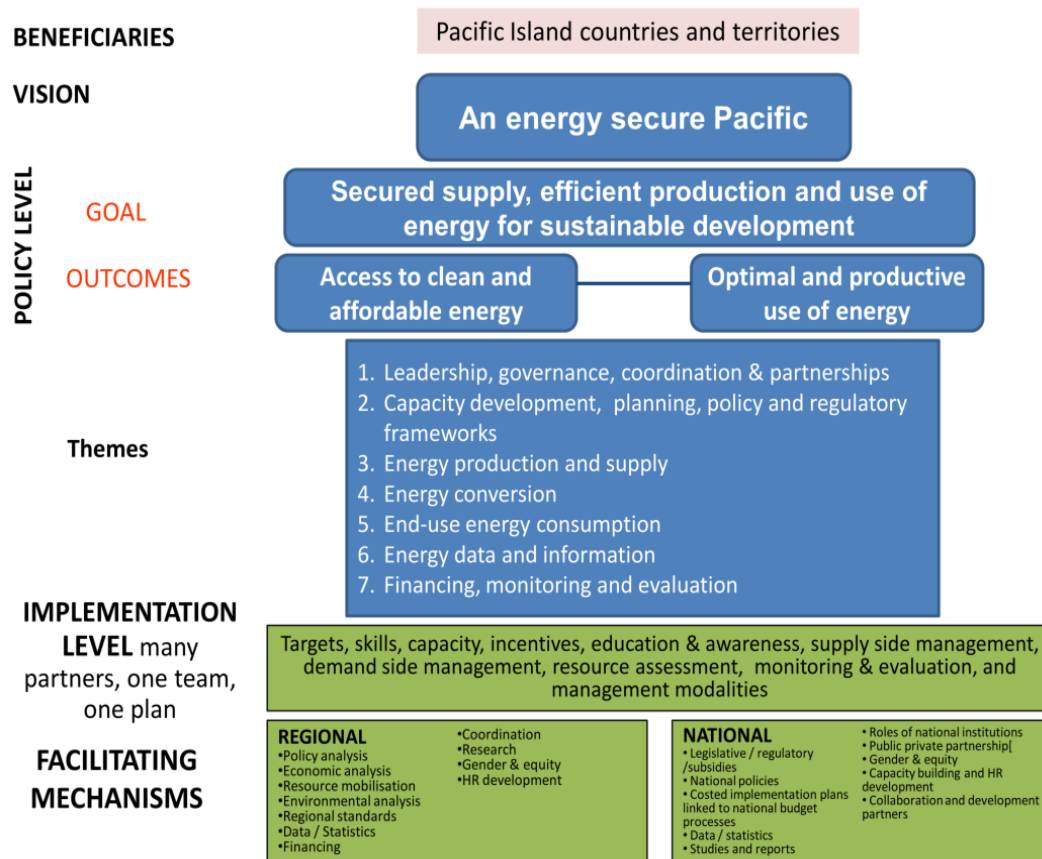 BENEFICIARIES
Pacific Island countries and territories
VISION
An energy secure Pacific
POLICY LEVEL
GOAL
Secured supply, efficient production and use of
energy for sustainable development
OUTCOMES
Access to clean and
affordable energy
Optimal and productive
use of energy
Themes
1. Leadership, governance, coordination & partnerships
2. Capacity development, planning, policy and regulatory
frameworks
3. Energy production and supply
4. Energy conversion
5. End-use energy consumption
6. Energy data and information
7. Financing, monitoring and evaluation
IMPLEMENTATION
LEVEL many
partners, one team,
one plan
Targets, skills, capacity, incentives, education & awareness, supply side management,
demand side management, resource assessment, monitoring & evaluation, and
management modalities
FACILITATING
MECHANISMS
REGIONAL
•Policy analysis
•Economic analysis
•Resource mobilisation
•Environmental analysis
•Regional standards
•Data / Statistics
•Financing
•Coordination
•Research
•Gender & equity
•HR development
NATIONAL
• Legislative / regulatory
/subsidies
• National policies
• Costed implementation plans
linked to national budget
processes
• Data / statistics
• Studies and reports
• Roles of national institutions
• Public private partnership[
• Gender & equity
• Capacity building and HR
development
• Collaboration and development
partners